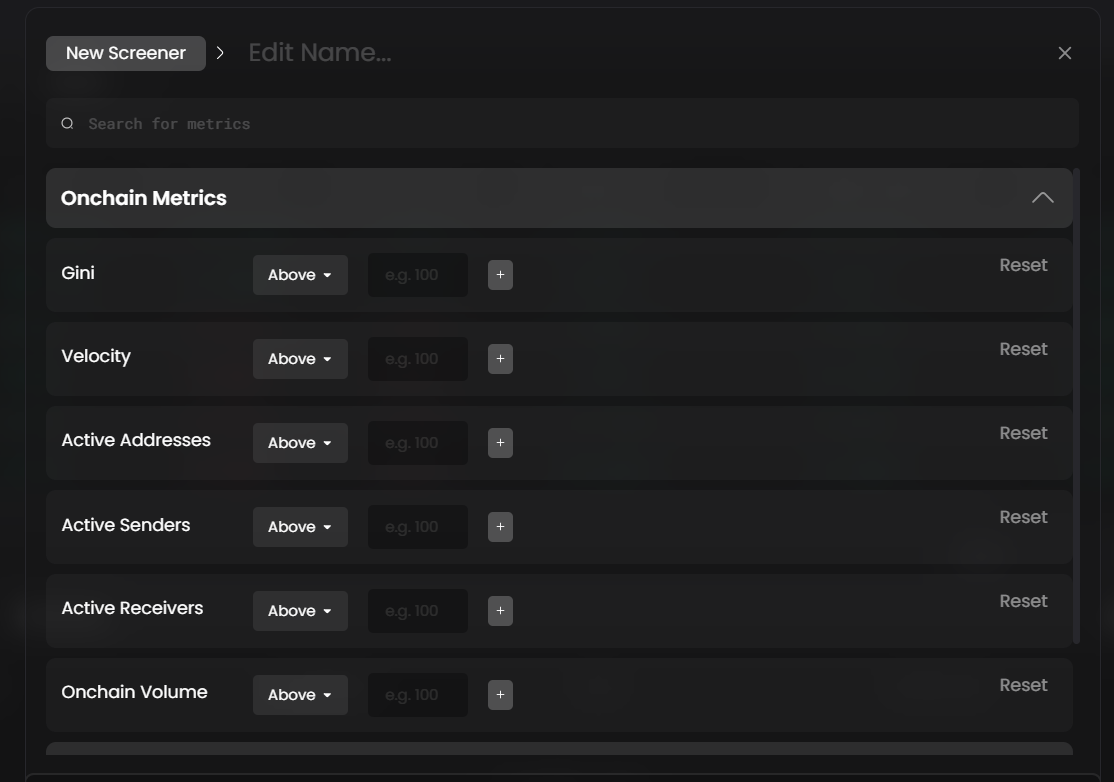 New Screener > Edit Name...
Search for metrics
Onchain Metrics
Gini Above e.g. 100 + Reset
Velocity Above e.g. 100 + Reset
Active Addresses Above e.g. 100 + Reset
Active Senders Above e.g. 100 + Reset
Active Receivers Above e.g. 100 + Reset
Onchain Volume Above e.g. 100 + Reset